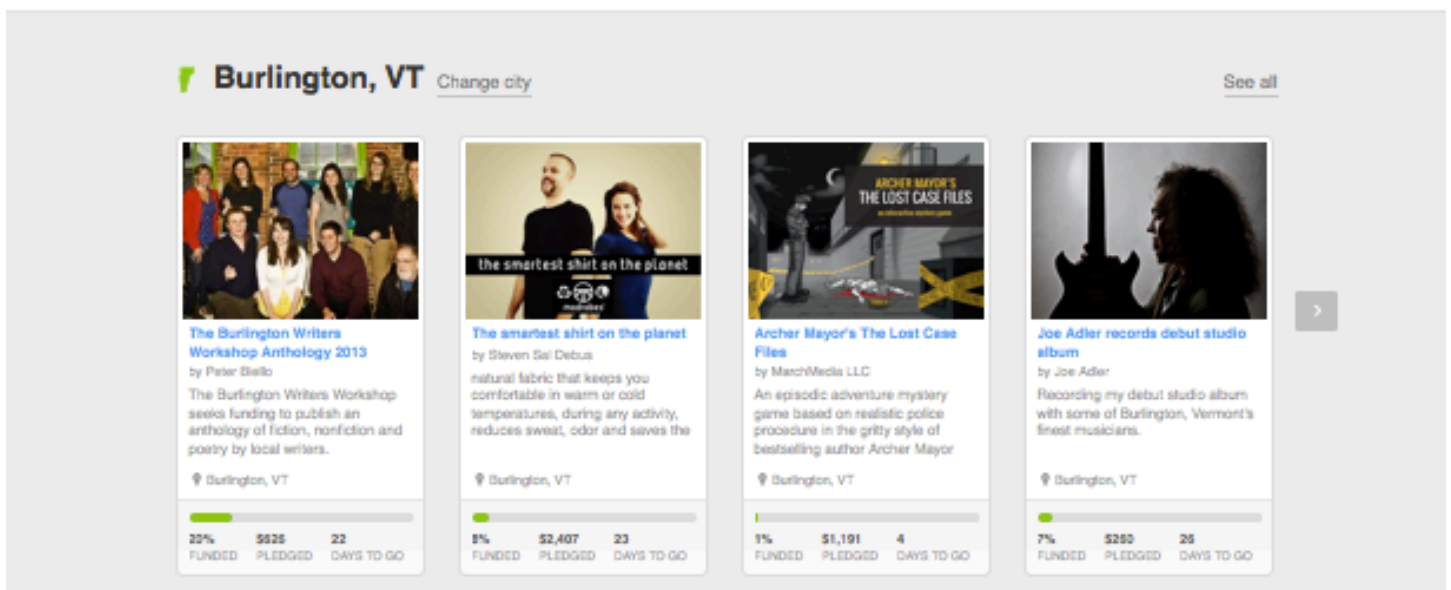 Burlington, VT Change city See all
ARCHER MAYOR'S
THE LOST CASE FILES
an interactive mystery game
the smartest shirt on the planet
The Burlington Writers
Workshop Anthology 2013
by Peter Biello
The Burlington Writers Workshop
seeks funding to publish an
anthology of fiction, nonfiction and
poetry by local writers.
Burlington, VT
20% $626 22
FUNDED PLEDGED DAYS TO GO
The smartest shirt on the planet
by Steven Sal Debus
natural fabric that keeps you
comfortable in warm or cold
temperatures, during any activity,
reduces sweat, odor and saves the
Burlington, VT
8% $2,407 23
FUNDED PLEDGED DAYS TO GO
Archer Mayor's The Lost Case
Files
by MarchMedia LLC
An episodic adventure mystery
game based on realistic police
procedure in the gritty style of
bestselling author Archer Mayor
Burlington, VT
1% $1,191 4
FUNDED PLEDGED DAYS TO GO
Joe Adler records debut studio
album
by Joe Adler
Recording my debut studio album
with some of Burlington, Vermont's
finest musicians.
Burlington, VT
7% $260 26
FUNDED PLEDGED DAYS TO GO